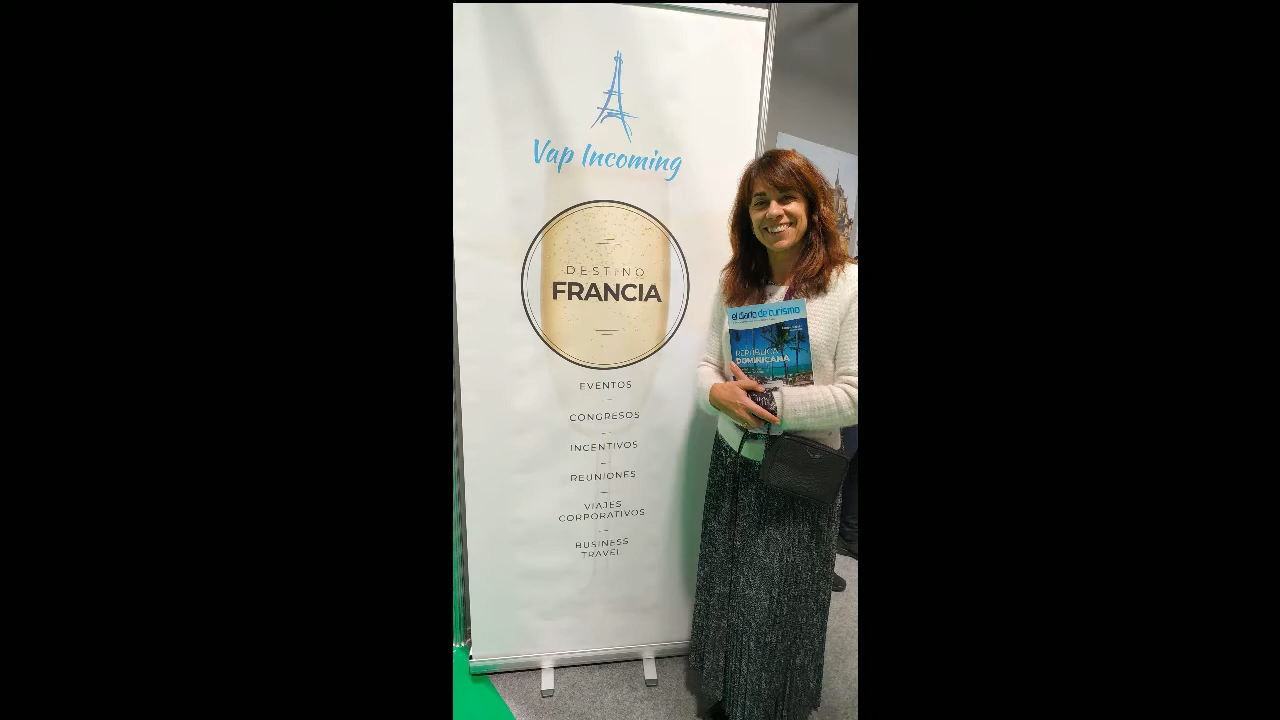 Vap Incoming
DESTINO
FRANCIA
EVENTOS
CONGRESOS
INCENTIVOS
REUNIONES
VIAJES
CORPORATIVOS
BUSINESS
TRAVEL
el diario de turismo
REPÚBLICA
DOMINICANA